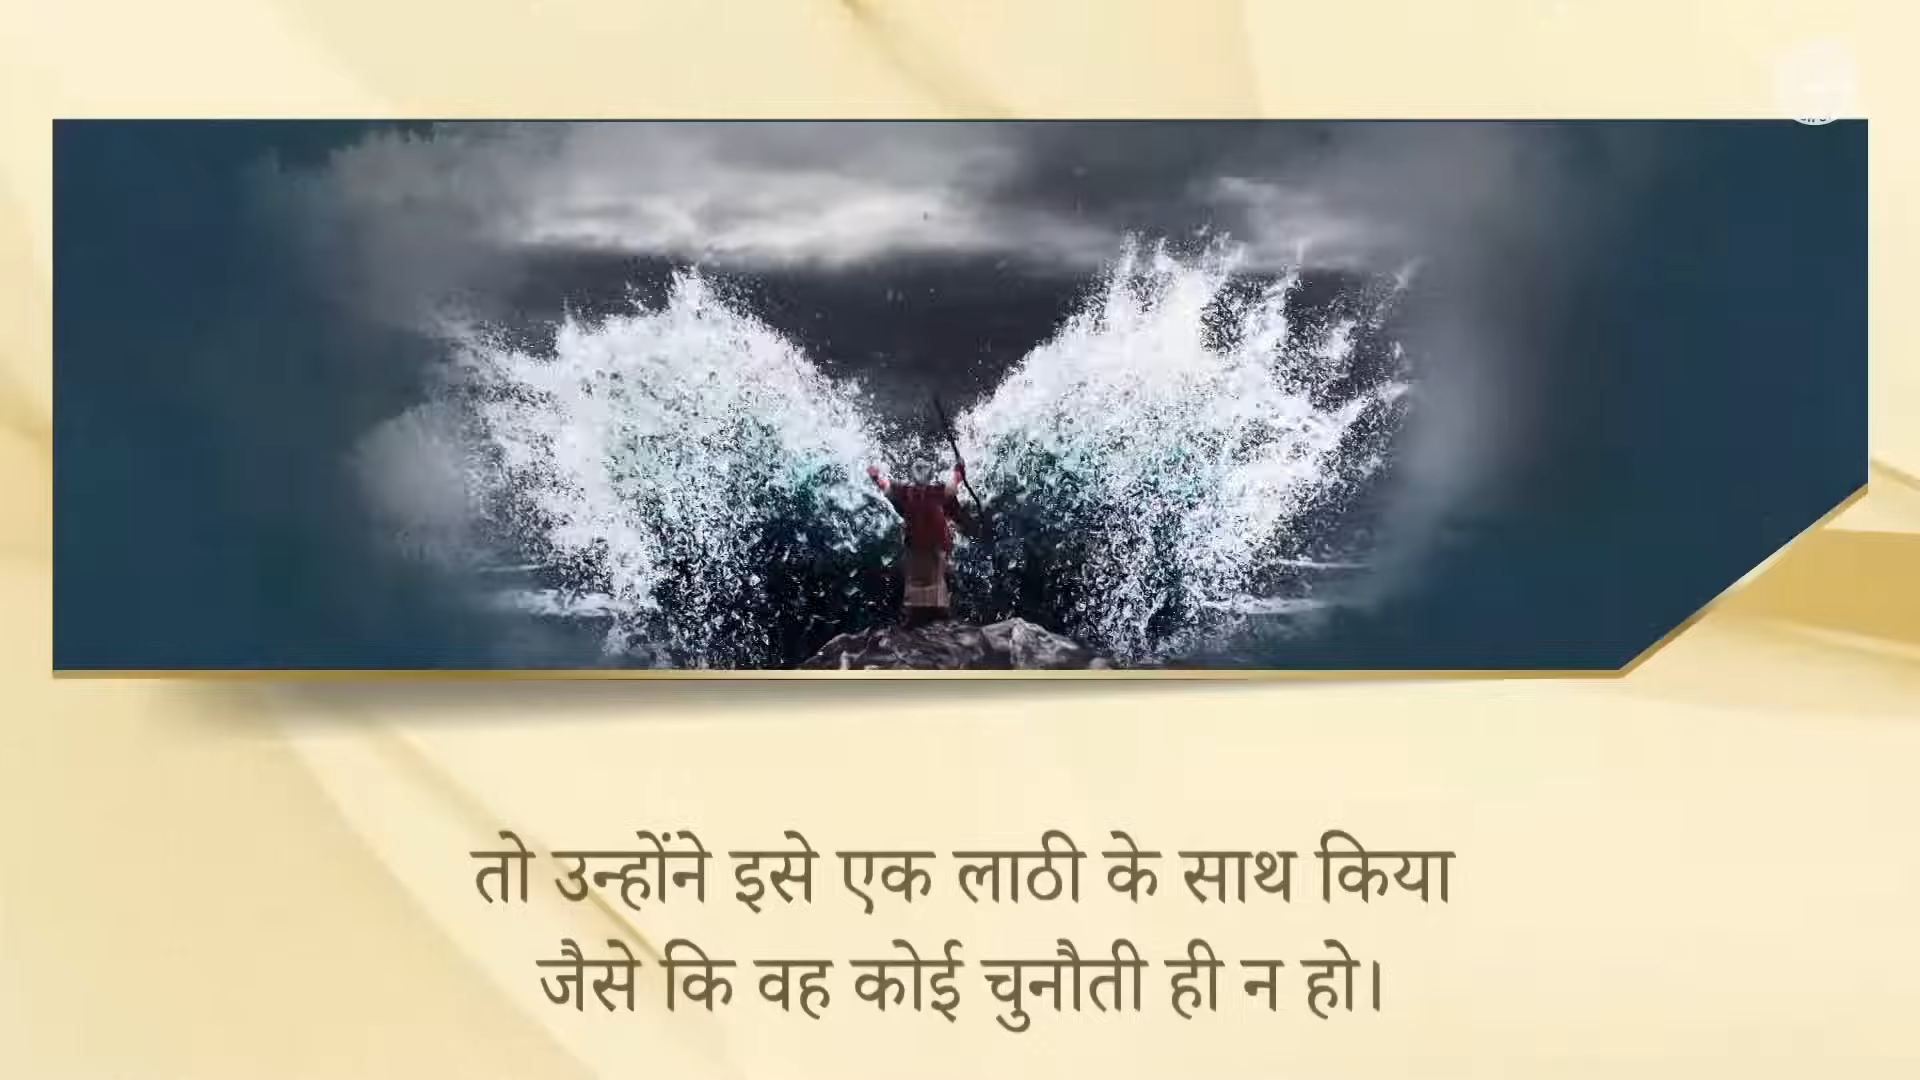 तो उन्होंने इसे एक लाठी के साथ किया
जैसे कि वह कोई चुनौती ही न हो।